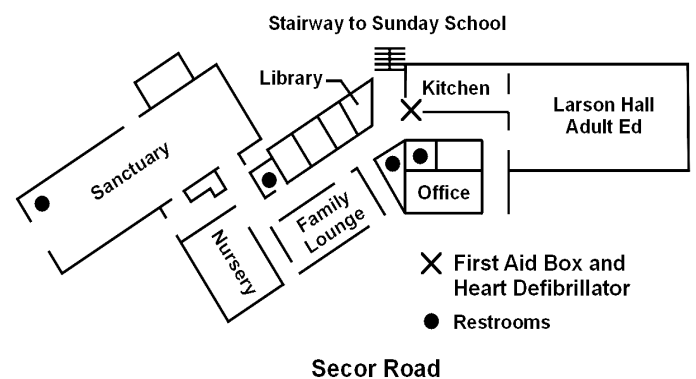 Stairway to Sunday School
Library
Kitchen
Larson Hall
Adult Ed
Sanctuary
Office
Family
Lounge
Nursery
First Aid Box and
Heart Defibrillator
Restrooms
Secor Road